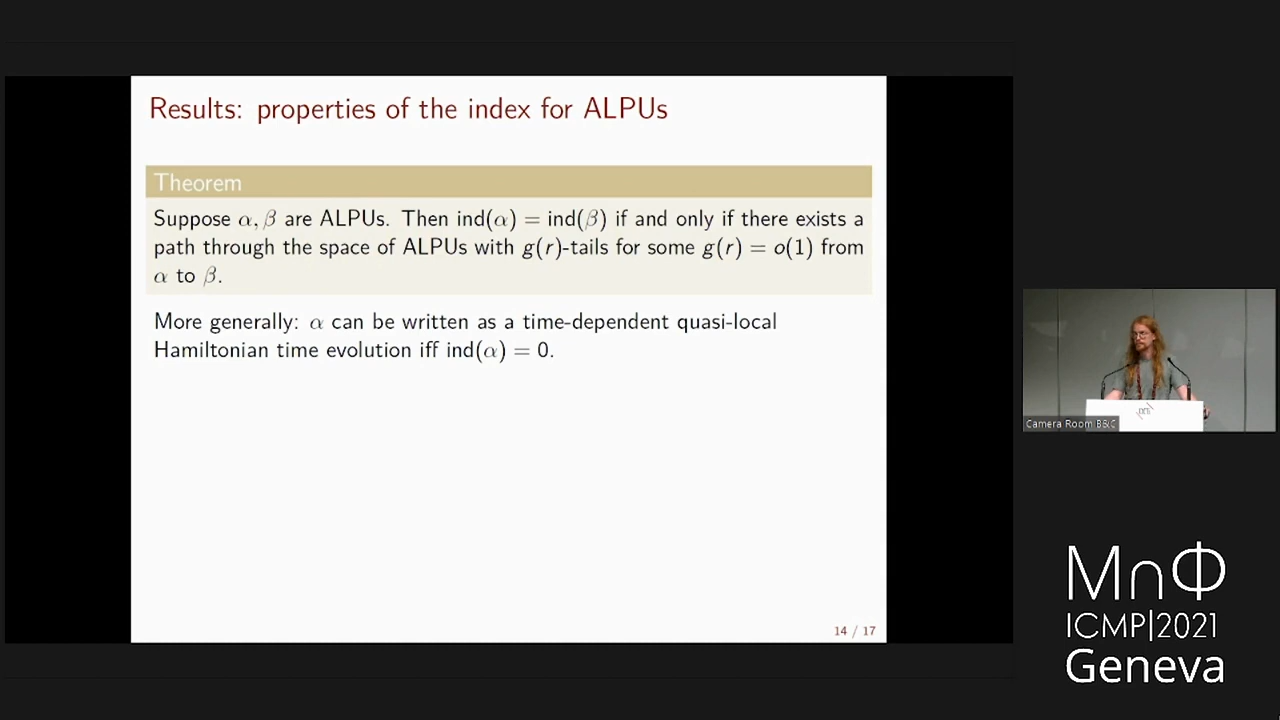 Results: properties of the index for ALPUs
Theorem
Suppose α, β are ALPUs. Then ind(α) = ind(β) if and only if there exists a
path through the space of ALPUs with g(r)-tails for some g(r) = o(1) from
α to β.
More generally: α can be written as a time-dependent quasi-local
Hamiltonian time evolution iff ind(α) = 0.
14 / 17
Camera Room B&C
M∩Φ
ICMP|2021
Geneva